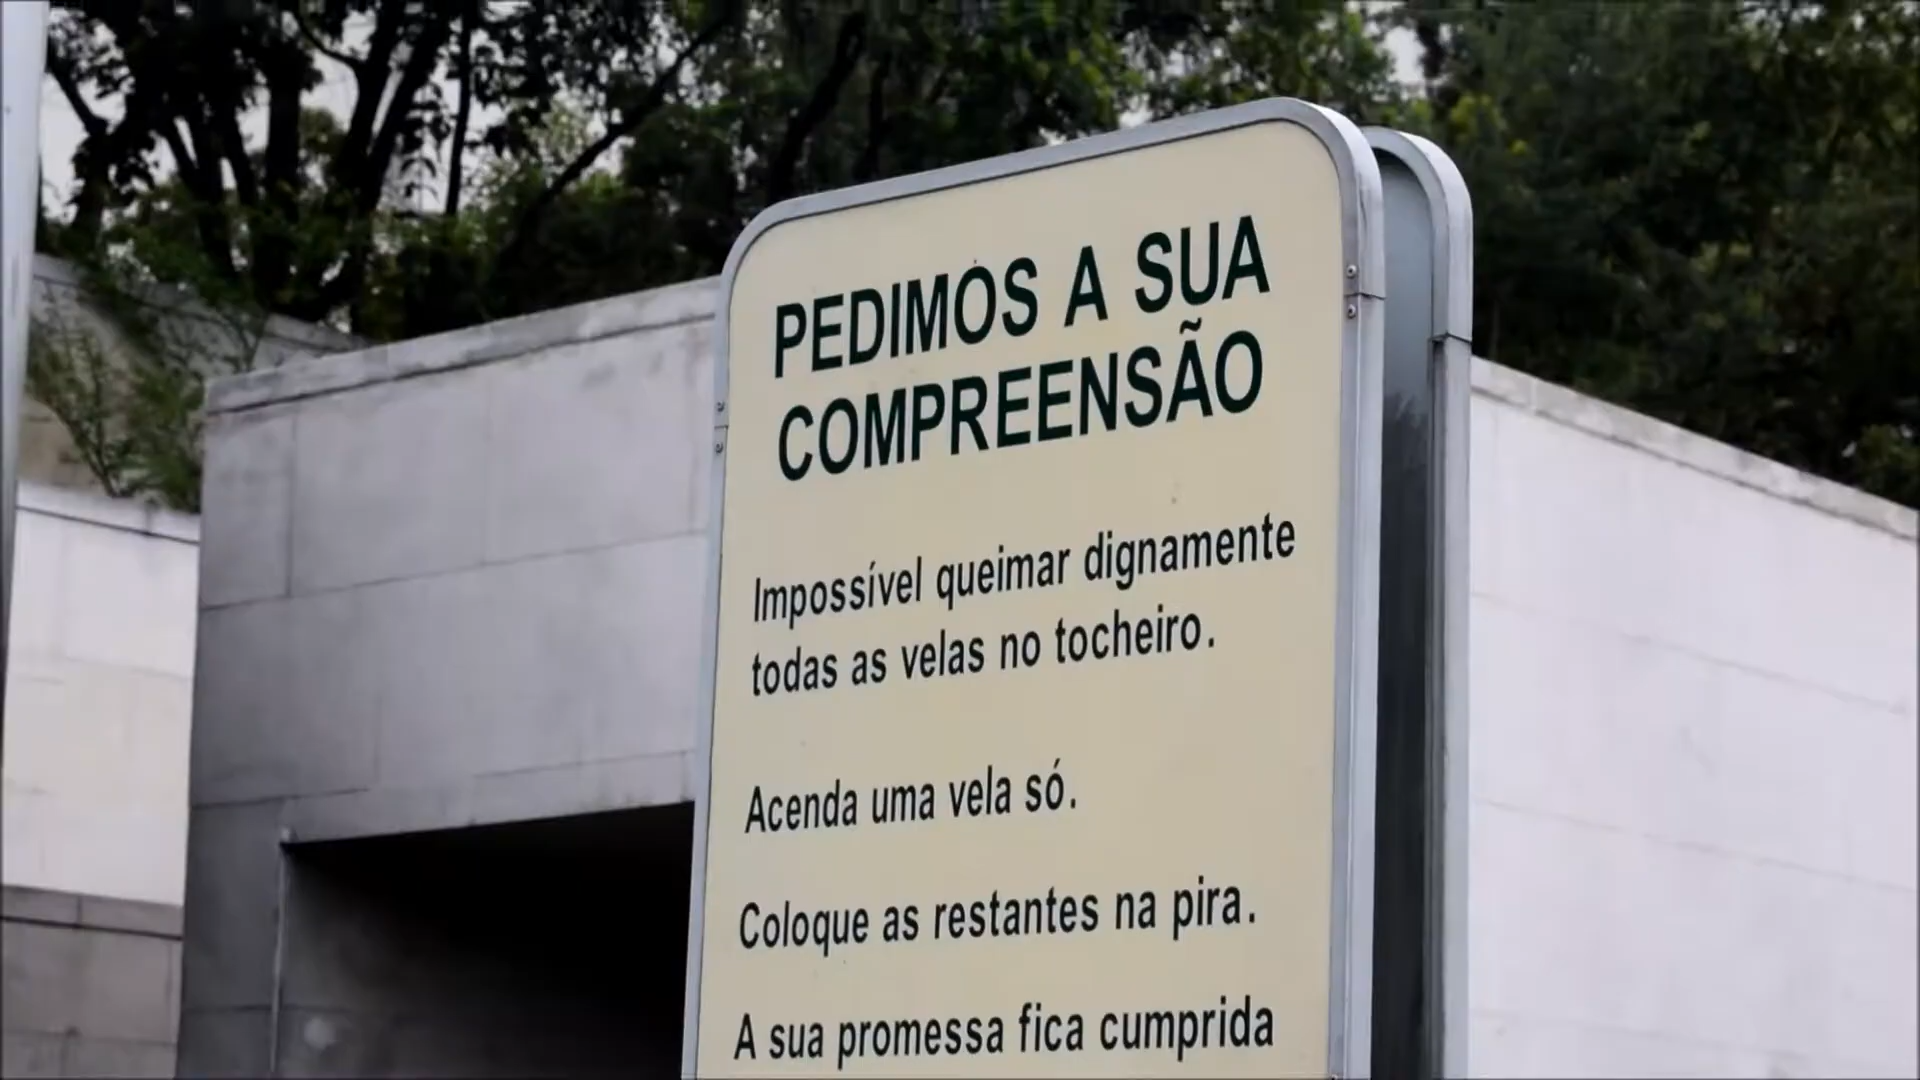 PEDIMOS A SUA
COMPREENSÃO
Impossível queimar dignamente
todas as velas no tocheiro.
Acenda uma vela só.
Coloque as restantes na pira.
A sua promessa fica cumprida